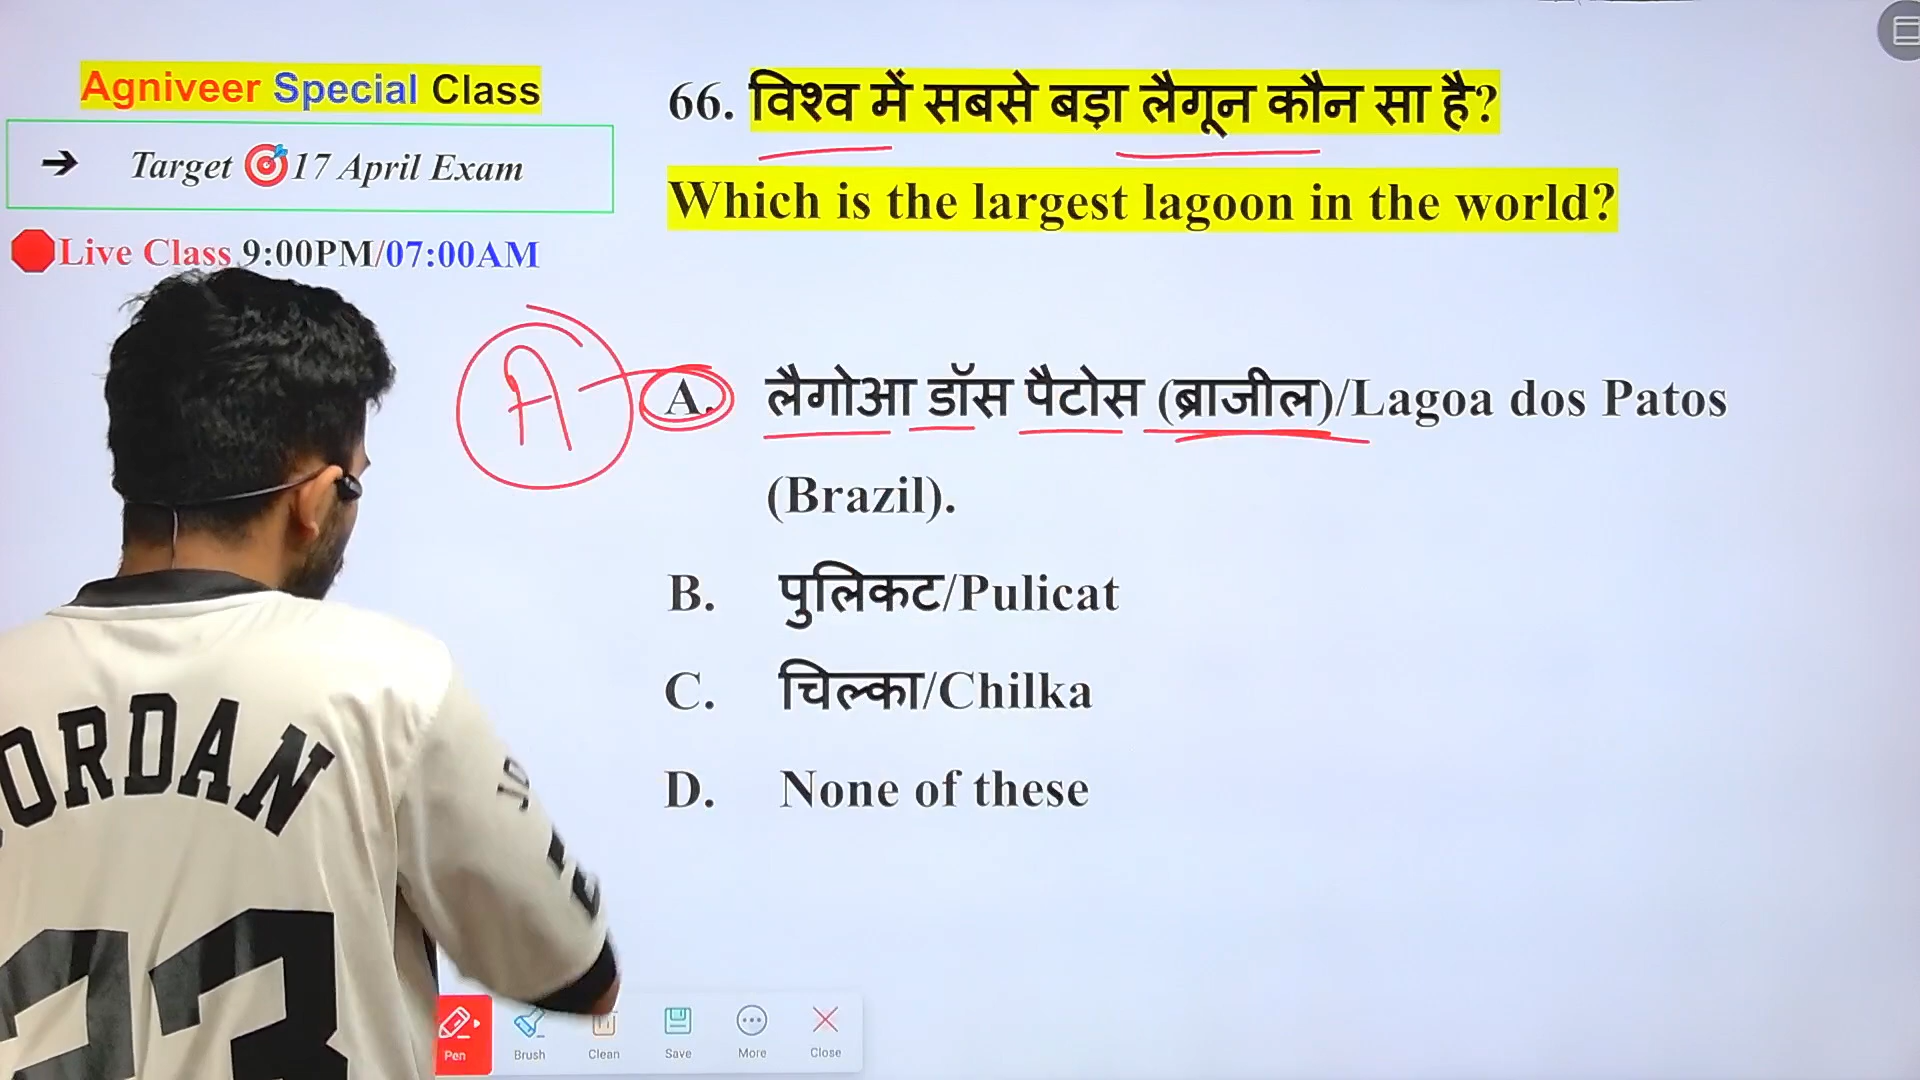 Agniveer Special Class
➔ Target 🎯17 April Exam
Live Class 9:00PM/07:00AM
66. विश्व में सबसे बड़ा लैगून कौन सा है?
Which is the largest lagoon in the world?
A
A. लैगोआ डॉस पैटोस (ब्राजील)/Lagoa dos Patos
(Brazil).
B. पुलिकट/Pulicat
C. चिल्का/Chilka
D. None of these
ORDAN
23
Pen Brush Clean Save More Close